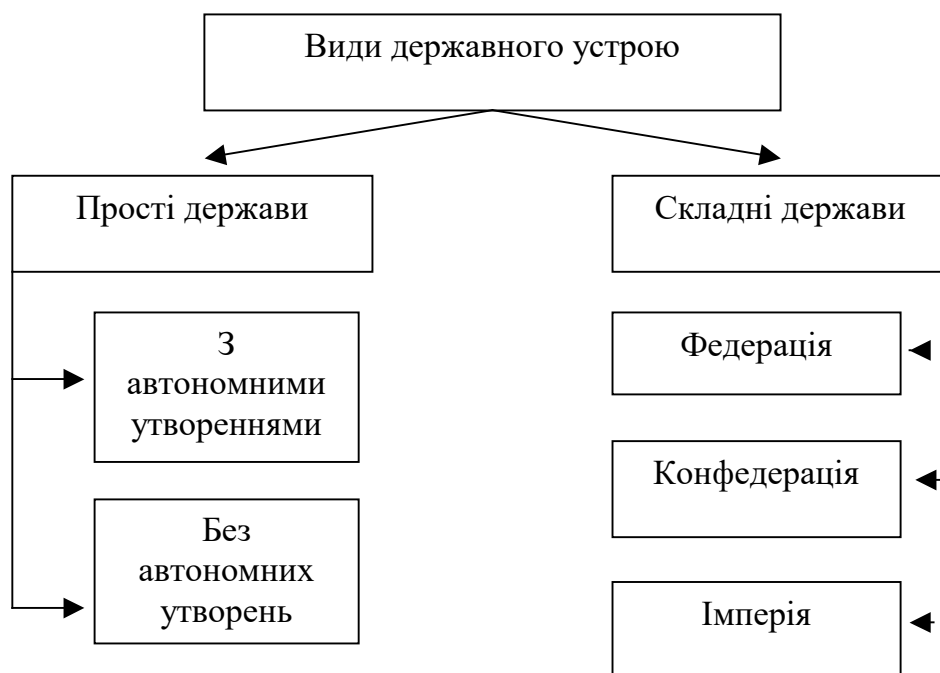 Види державного устрою
Прості держави
Складні держави
З
автономними
утвореннями
Без
автономних
утворень
Федерація
Конфедерація
Імперія